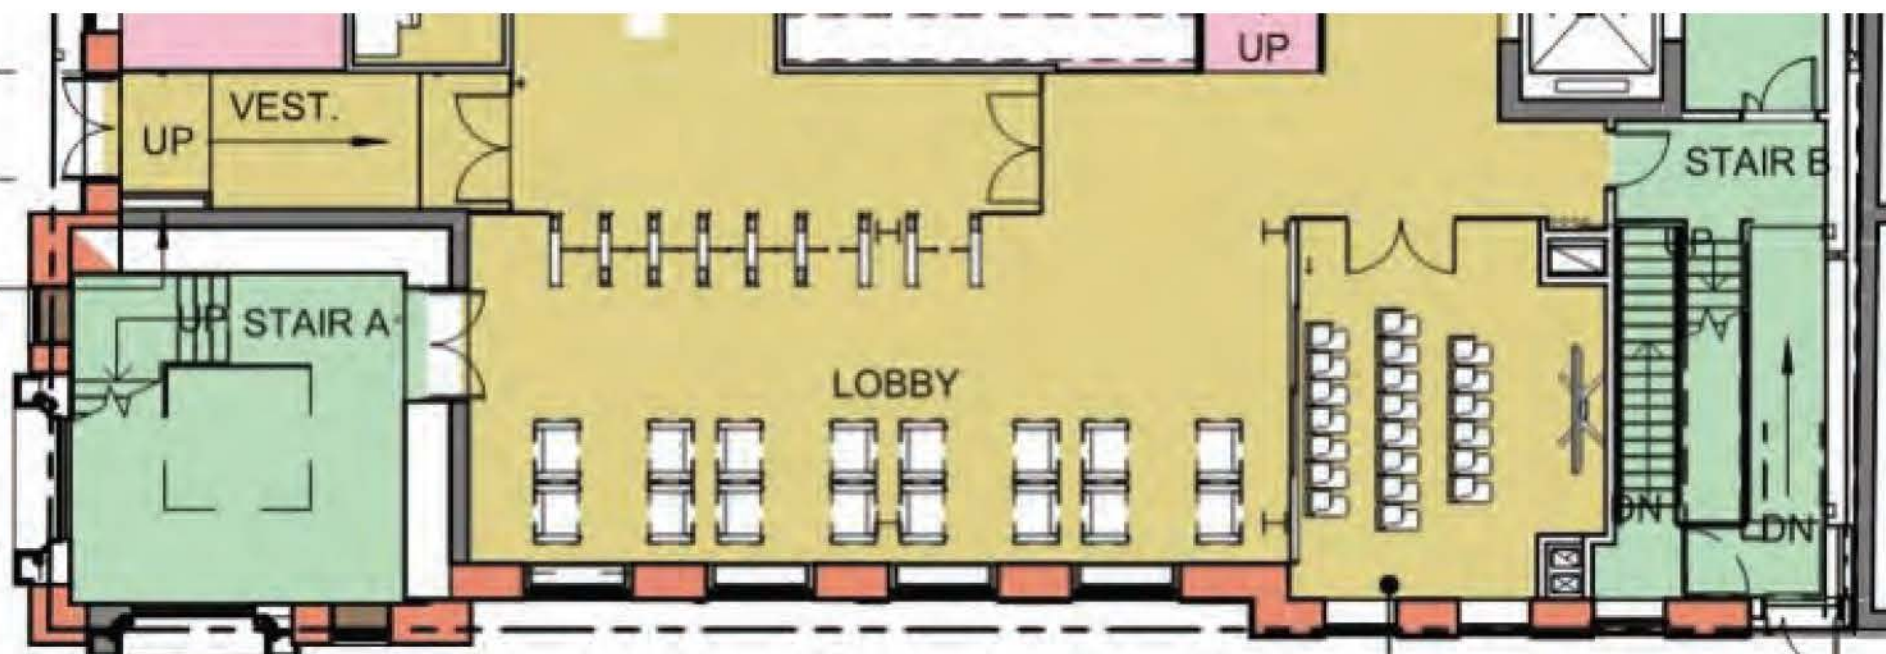 UP
VEST.
UP
STAIR B
UP
UP
STAIR A
LOBBY
DN
DN